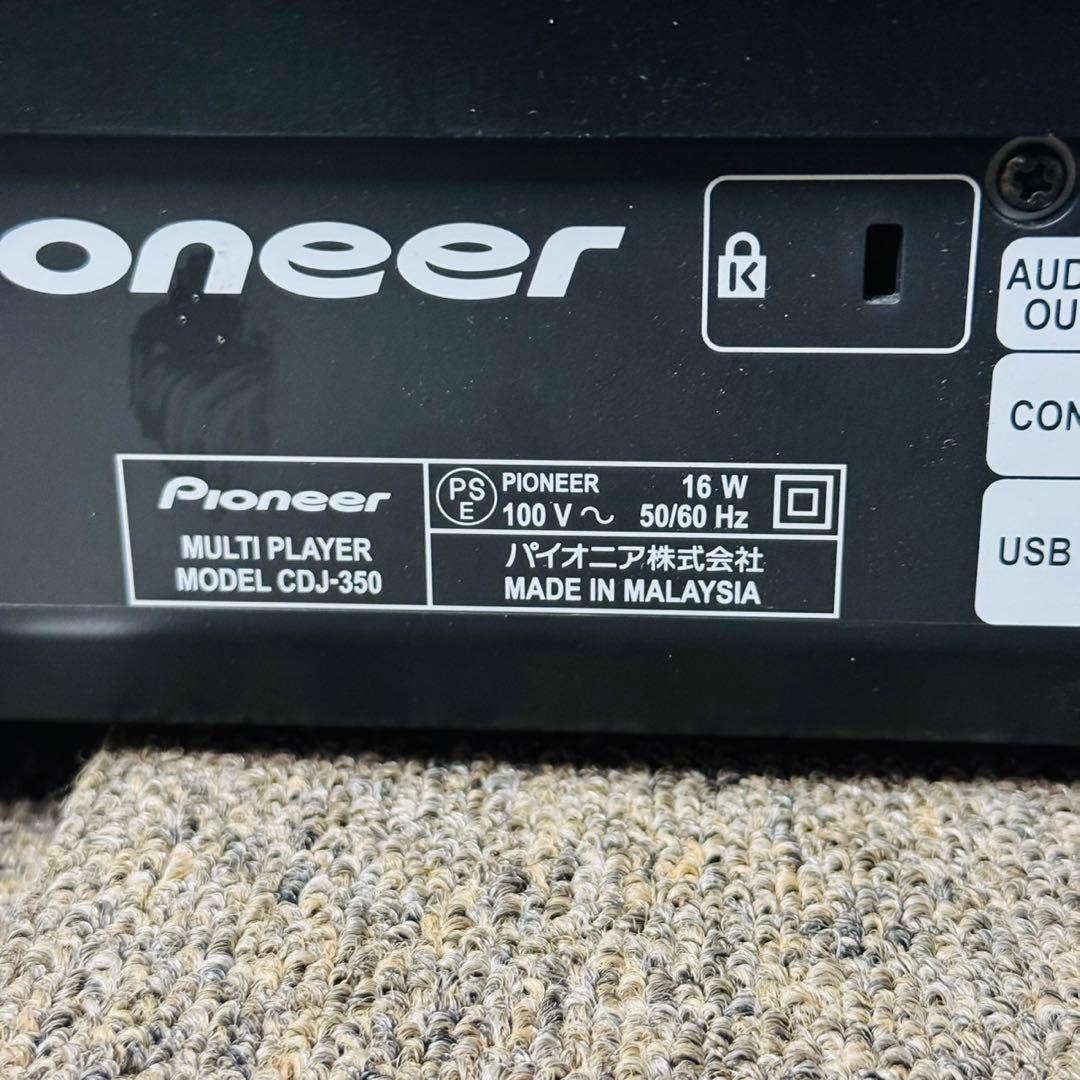 oneer
K
AUD
OU
CON
USB
Pioneer
MULTI PLAYER
MODEL CDJ-350
PS
E
PIONEER 16 W
100 V ～ 50/60 Hz
パイオニア株式会社
MADE IN MALAYSIA